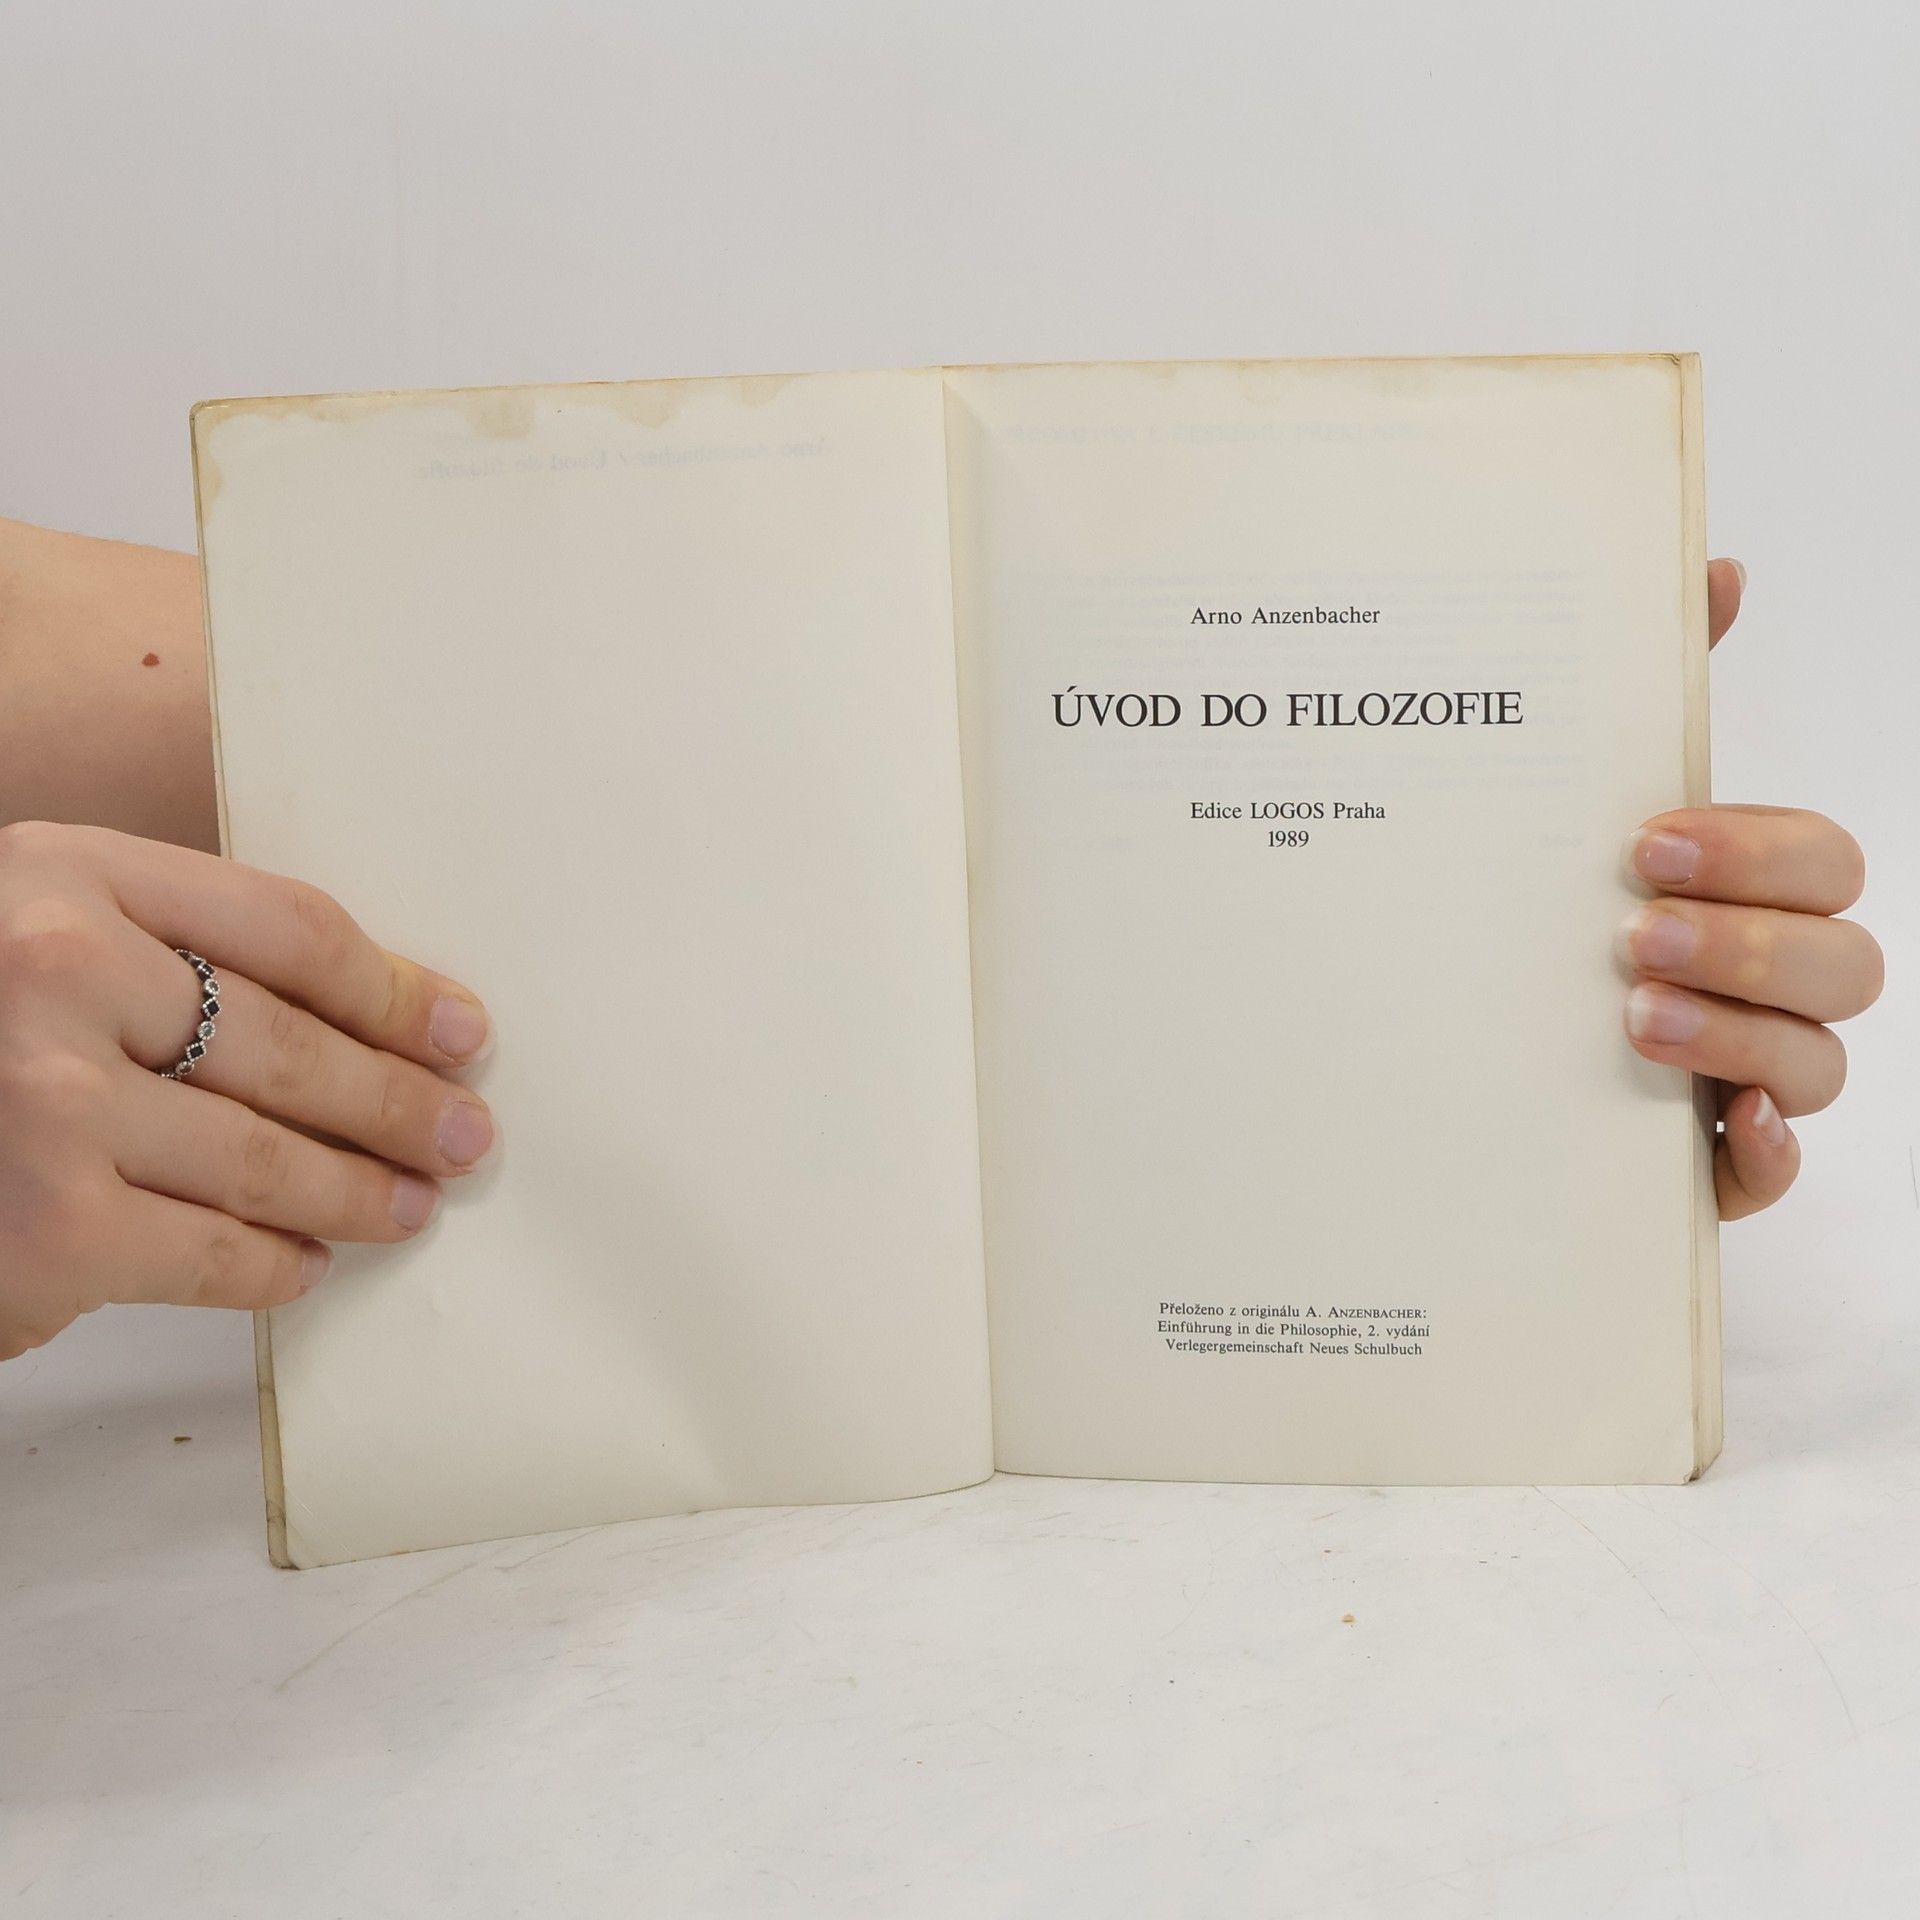 Arno Anzenbacher
ÚVOD DO FILOZOFIE
Edice LOGOS Praha
1989
Přeloženo z originálu A. ANZENBACHER:
Einführung in die Philosophie, 2. vydání
Verlegergemeinschaft Neues Schulbuch